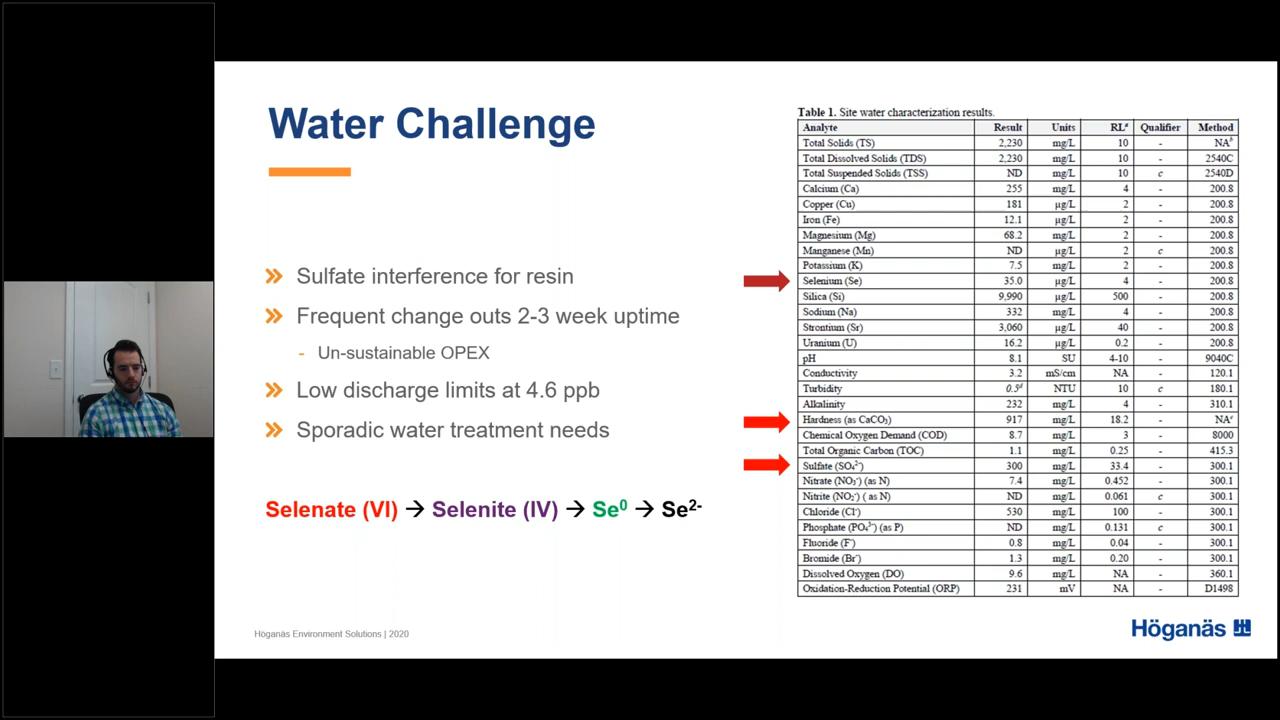 Water Challenge
Sulfate interference for resin
Frequent change outs 2-3 week uptime
- Un-sustainable OPEX
Low discharge limits at 4.6 ppb
Sporadic water treatment needs
Selenate (VI) → Selenite (IV) → Se⁰ → Se²⁻
Table 1. Site water characterization results.
Analyte Result Units RLᵃ Qualifier Method
Total Solids (TS) 2,230 mg/L 10 - NAᵇ
Total Dissolved Solids (TDS) 2,230 mg/L 10 - 2540C
Total Suspended Solids (TSS) ND mg/L 10 c 2540D
Calcium (Ca) 255 mg/L 4 - 200.8
Copper (Cu) 181 µg/L 2 - 200.8
Iron (Fe) 12.1 µg/L 2 - 200.8
Magnesium (Mg) 68.2 mg/L 2 - 200.8
Manganese (Mn) ND µg/L 2 c 200.8
Potassium (K) 7.5 mg/L 2 - 200.8
Selenium (Se) 35.0 µg/L 4 - 200.8
Silica (Si) 9,990 µg/L 500 - 200.8
Sodium (Na) 332 mg/L 2 - 200.8
Strontium (Sr) 3,060 µg/L 40 - 200.8
Uranium (U) 16.2 µg/L 0.2 - 200.8
pH 8.1 SU 4-10 - 9040C
Conductivity 3.2 mS/cm NA - 120.1
Turbidity 0.5ᵈ NTU 10 c 180.1
Alkalinity 232 mg/L 4 - 310.1
Hardness (as CaCO₃) 917 mg/L 18.2 - NAᵉ
Chemical Oxygen Demand (COD) 8.7 mg/L 3 - 8000
Total Organic Carbon (TOC) 1.1 mg/L 0.25 - 415.3
Sulfate (SO₄²⁻) 300 mg/L 33.4 - 300.1
Nitrate (NO₃⁻) (as N) 7.4 mg/L 0.452 - 300.1
Nitrite (NO₂⁻) ( as N) ND mg/L 0.061 c 300.1
Chloride (Cl⁻) 530 mg/L 100 - 300.1
Phosphate (PO₄³⁻) (as P) ND mg/L 0.131 c 300.1
Fluoride (F⁻) 0.8 mg/L 0.04 - 300.1
Bromide (Br⁻) 1.3 mg/L 0.20 - 300.1
Dissolved Oxygen (DO) 9.6 mg/L NA - 360.1
Oxidation-Reduction Potential (ORP) 231 mV NA - D1498
Höganäs Environment Solutions | 2020
Höganäs